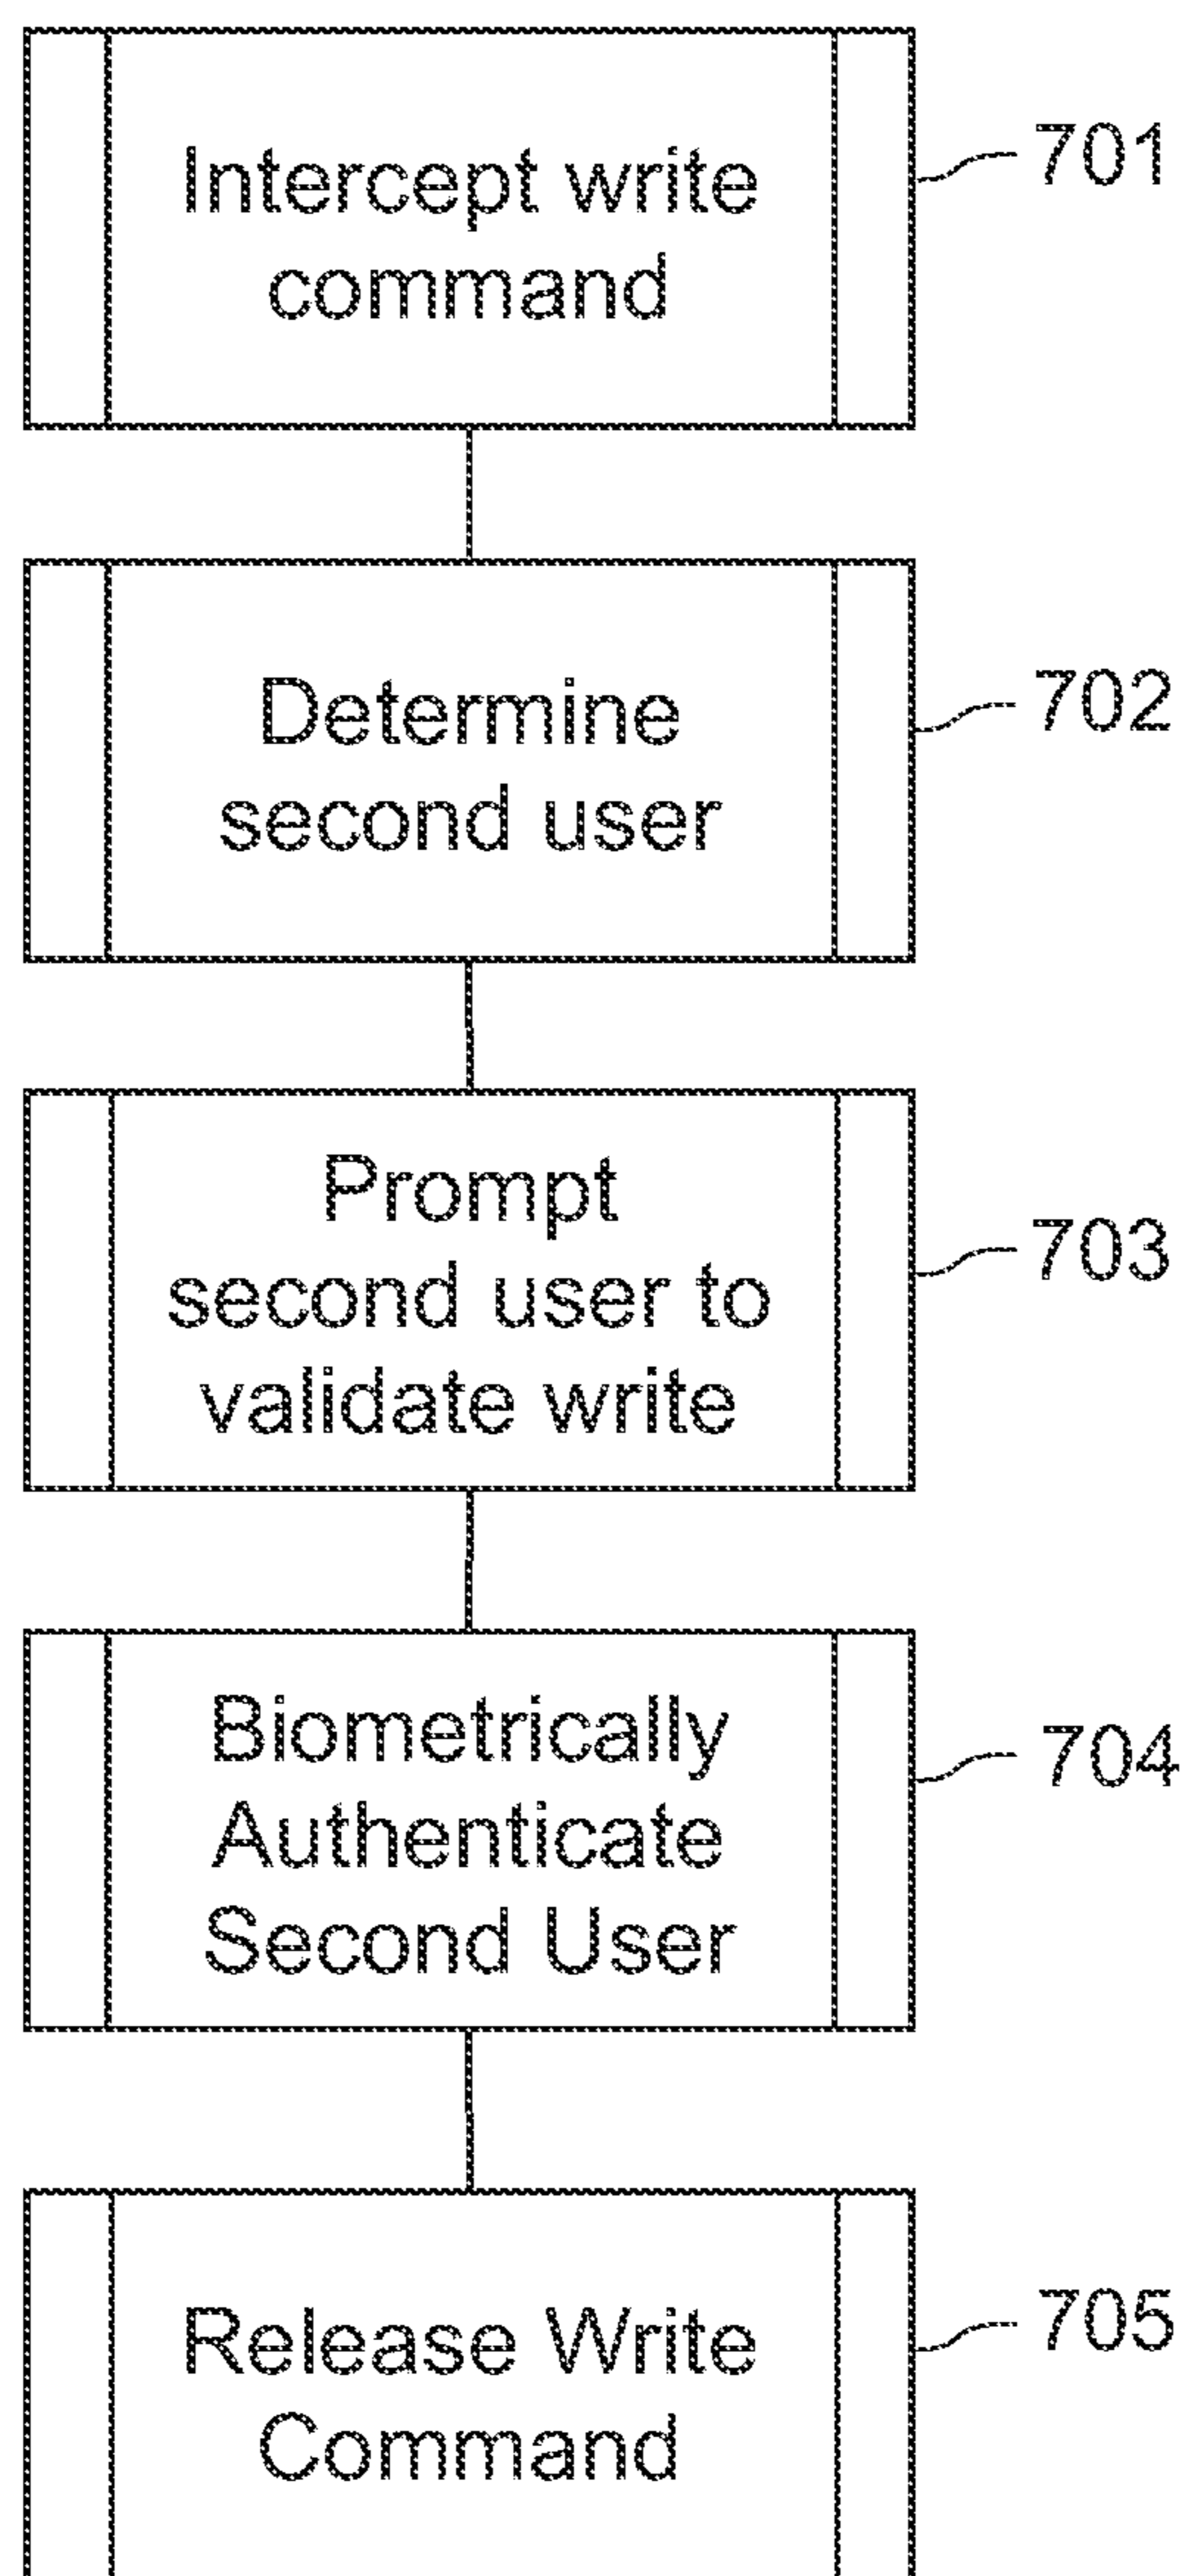 Intercept write
command
701
Determine
second user
702
Prompt
second user to
validate write
703
Biometrically
Authenticate
Second User
704
Release Write
Command
705